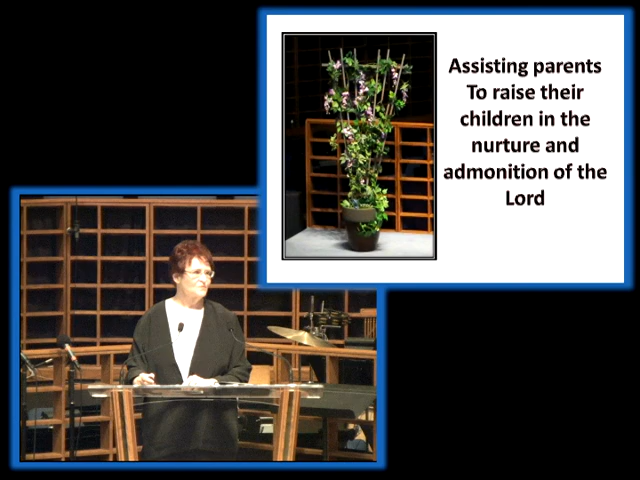 Assisting parents
To raise their
children in the
nurture and
admonition of the
Lord